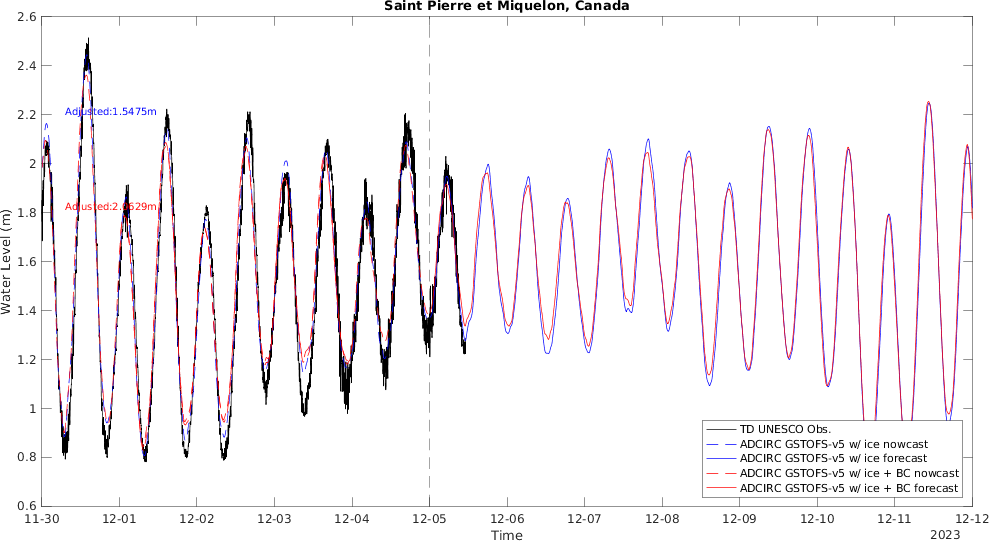 Saint Pierre et Miquelon, Canada
2.6
2.4
2.2
2
1.8
1.6
1.4
1.2
1
0.8
0.6
Water Level (m)
Adjusted:1.5475m
TD UNESCO Obs.
ADCIRC GSTOFS-v5 w/ ice nowcast
ADCIRC GSTOFS-v5 w/ ice forecast
ADCIRC GSTOFS-v5 w/ ice + BC nowcast
ADCIRC GSTOFS-v5 w/ ice + BC forecast
11-30 12-01 12-02 12-03 12-04 12-05 12-06 12-07 12-08 12-09 12-10 12-11 12-12
Time
2023